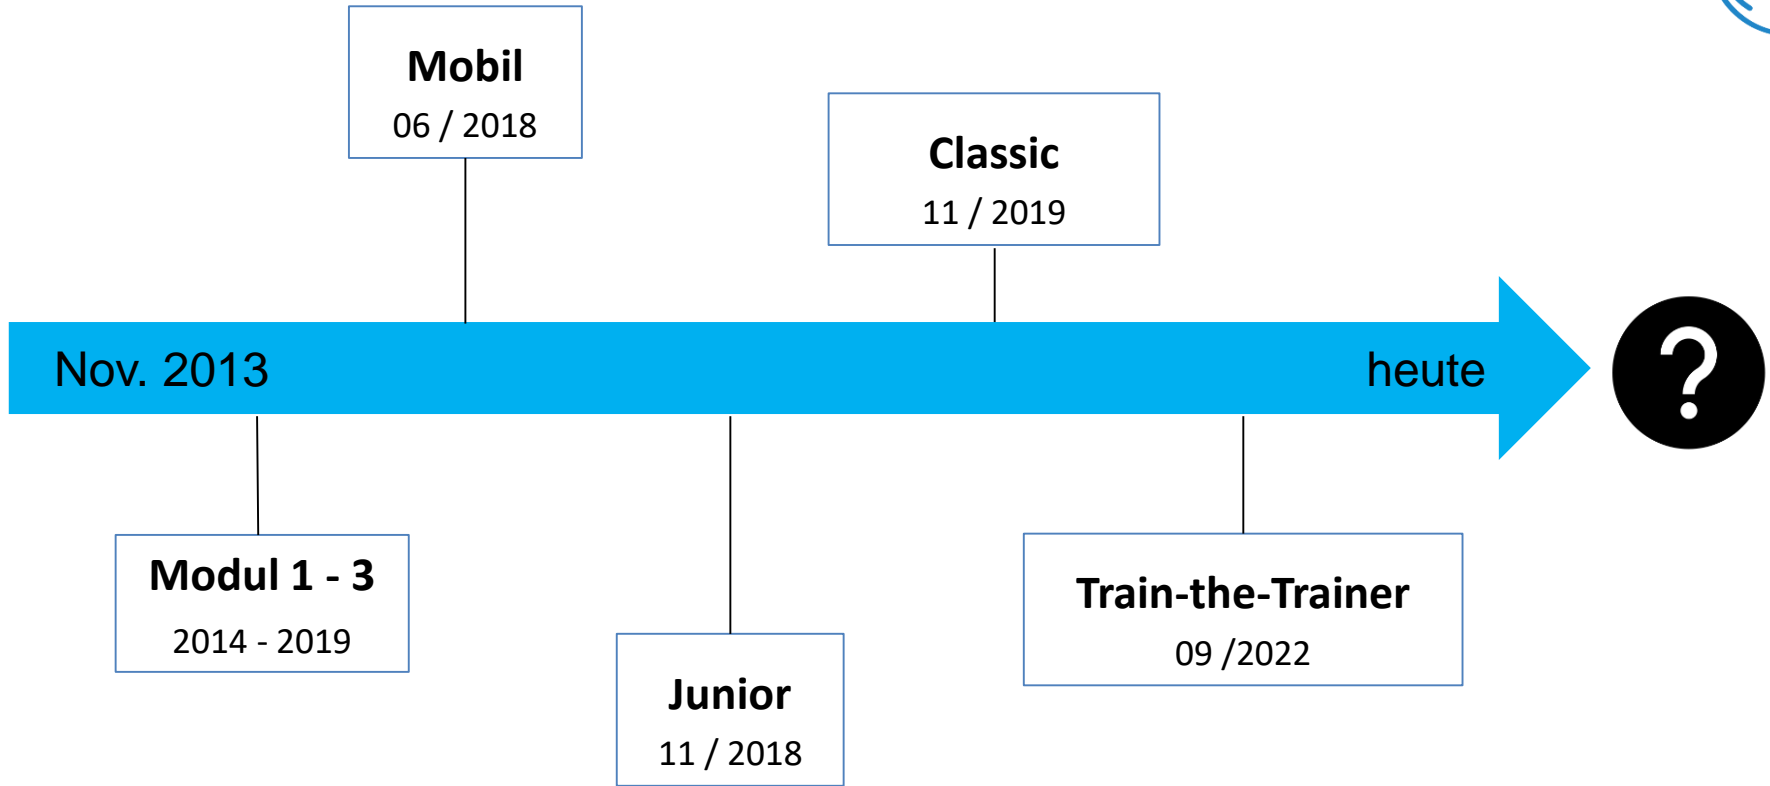 Mobil
06 / 2018
Classic
11 / 2019
Nov. 2013
heute
?
Modul 1 - 3
2014 - 2019
Train-the-Trainer
09 /2022
Junior
11 / 2018